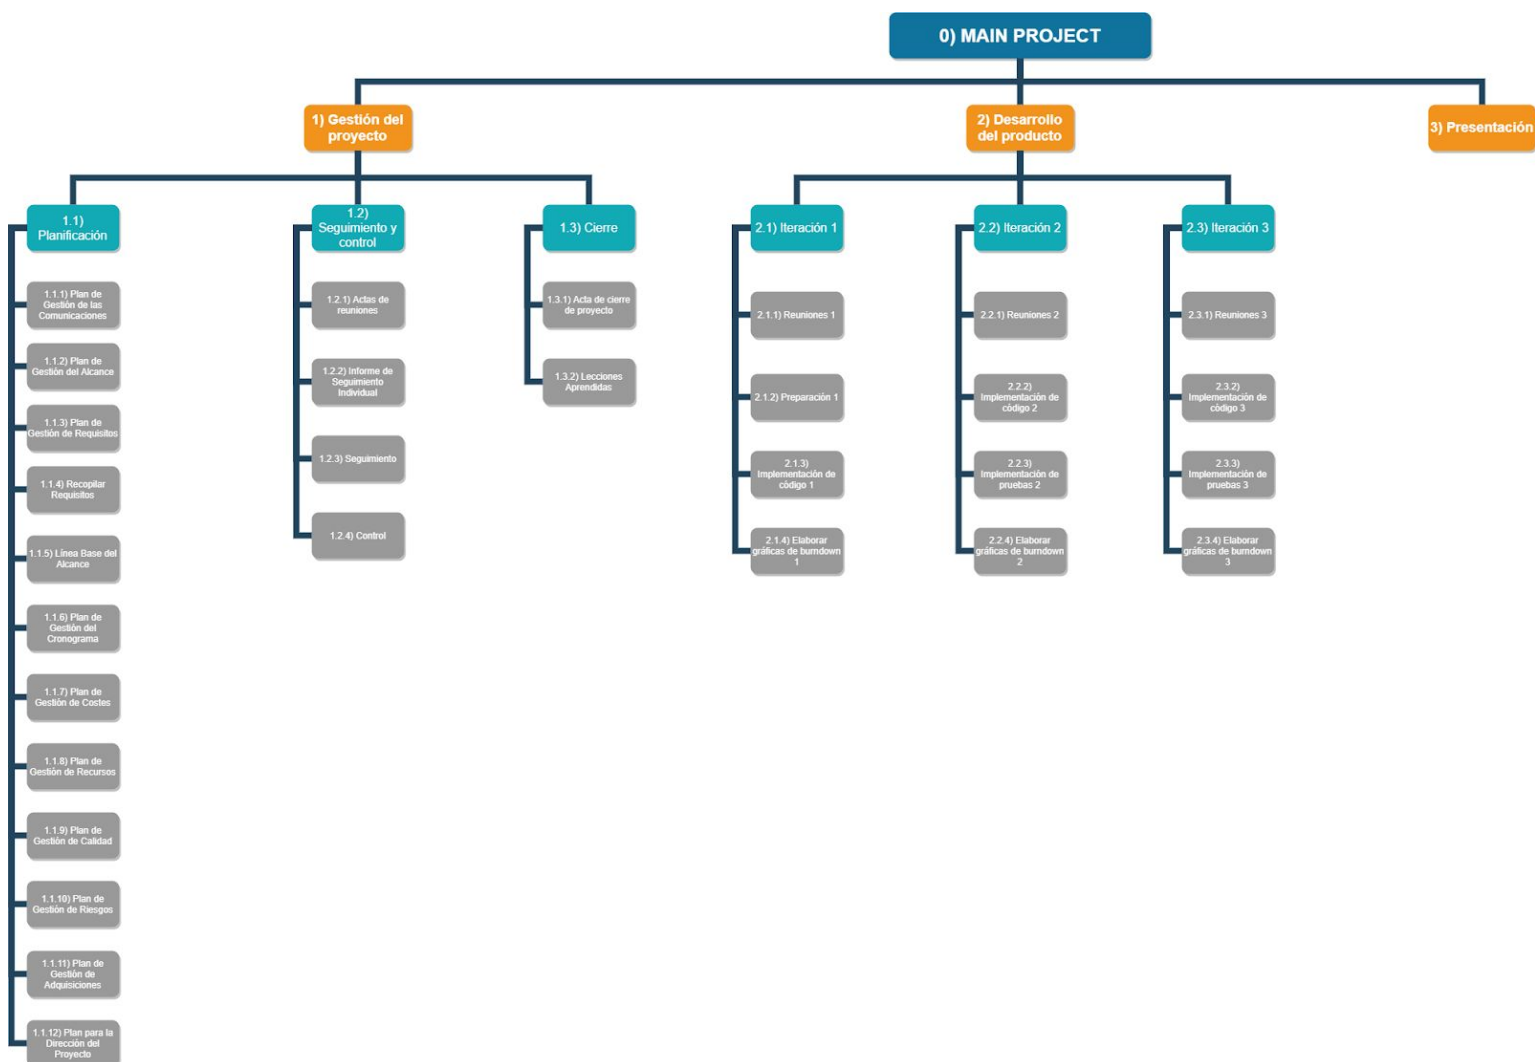 0) MAIN PROJECT
1) Gestión del
proyecto
2) Desarrollo
del producto
3) Presentación
1.1)
Planificación
1.2)
Seguimiento y
control
1.3) Cierre
2.1) Iteración 1
2.2) Iteración 2
2.3) Iteración 3
1.1.1) Plan de
Gestión de las
Comunicaciones
1.1.2) Plan de
Gestión del Alcance
1.1.3) Plan de
Gestión de Requisitos
1.1.4) Recopilar
Requisitos
1.1.5) Línea Base del
Alcance
1.1.6) Plan de
Gestión del
Cronograma
1.1.7) Plan de
Gestión de Costes
1.1.8) Plan de
Gestión de Recursos
1.1.9) Plan de
Gestión de Calidad
1.1.10) Plan de
Gestión de Riesgos
1.1.11) Plan de
Gestión de
Adquisiciones
1.1.12) Plan para la
Dirección del
Proyecto
1.2.1) Actas de
reuniones
1.2.2) Informe de
Seguimiento
Individual
1.2.3) Seguimiento
1.2.4) Control
1.3.1) Acta de cierre
de proyecto
1.3.2) Lecciones
Aprendidas
2.1.1) Reuniones 1
2.1.2) Preparación 1
2.1.3)
Implementación de
código 1
2.1.4) Elaborar
gráficas de burndown
1
2.2.1) Reuniones 2
2.2.2)
Implementación de
código 2
2.2.3)
Implementación de
pruebas 2
2.2.4) Elaborar
gráficas de burndown
2
2.3.1) Reuniones 3
2.3.2)
Implementación de
código 3
2.3.3)
Implementación de
pruebas 3
2.3.4) Elaborar
gráficas de burndown
3